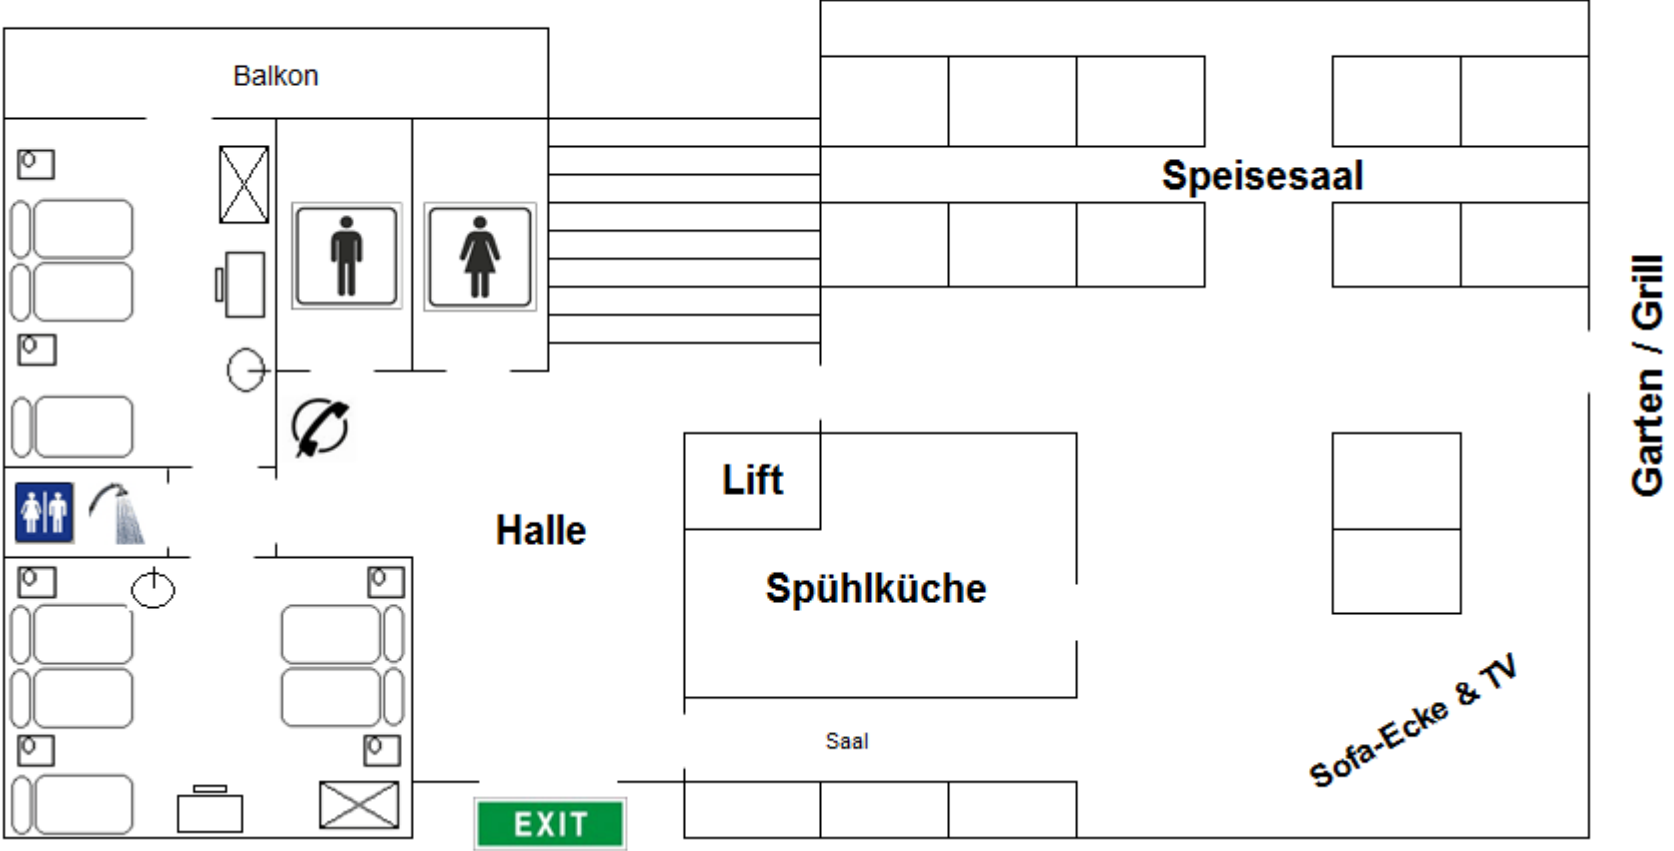 Balkon
Speisesaal
Garten / Grill
Lift
Halle
Spühlküche
Sofa-Ecke & TV
Saal
EXIT